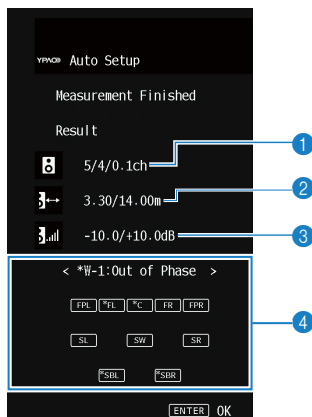 YPAO Auto Setup
Measurement Finished
Result
5/4/0.1ch
1
3.30/14.00m
2
-10.0/+10.0dB
3
< *W-1:Out of Phase >
FPL *FL *C FR FPR
4
SL SW SR
*SBL *SBR
ENTER OK